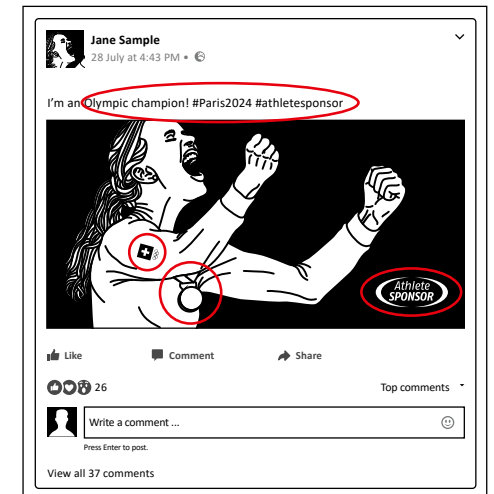 Jane Sample
28 July at 4:43 PM •
I'm an Olympic champion! #Paris2024 #athletesponsor
Athlete
SPONSOR
Like
Comment
Share
26
Top comments
Write a comment ...
Press Enter to post.
View all 37 comments